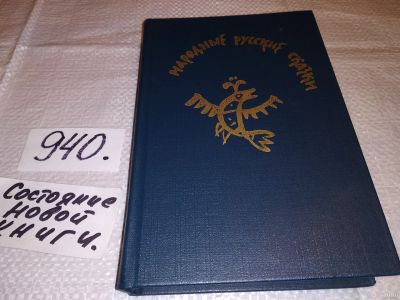 НАРОДНЫЕ РУССКИЕ СКАЗКИ
940.
Состояние
новой
книги.